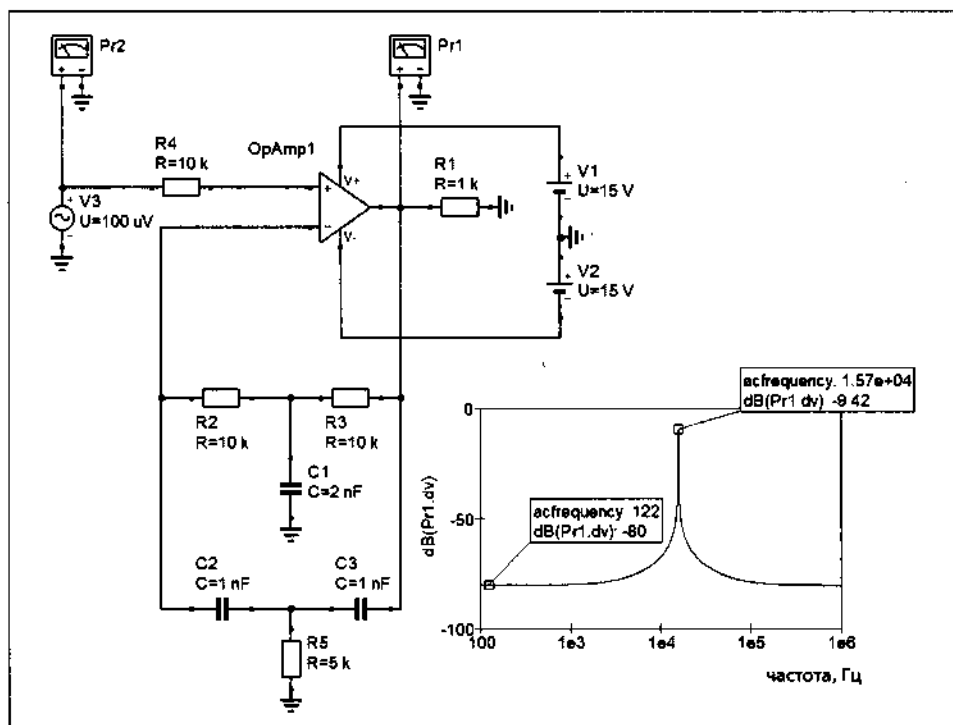 Pr2
Pr1
R4
R=10 k
OpAmp1
V+
V-
R1
R=1 k
V1
U=15 V
V3
U=100 uV
V2
U=15 V
R2
R=10k
R3
R=10k
C1
C=2 nF
C2
C=1 nF
C3
C=1 nF
R5
R=5 k
acfrequency. 1.57e+04
dB(Pr1 dv) -9 42
acfrequency 122
dB(Pr1.dv): -80
dB(Pr1.dv)
0
-50
-100
100
1e3
1e4
1e5
1e6
частота, Гц